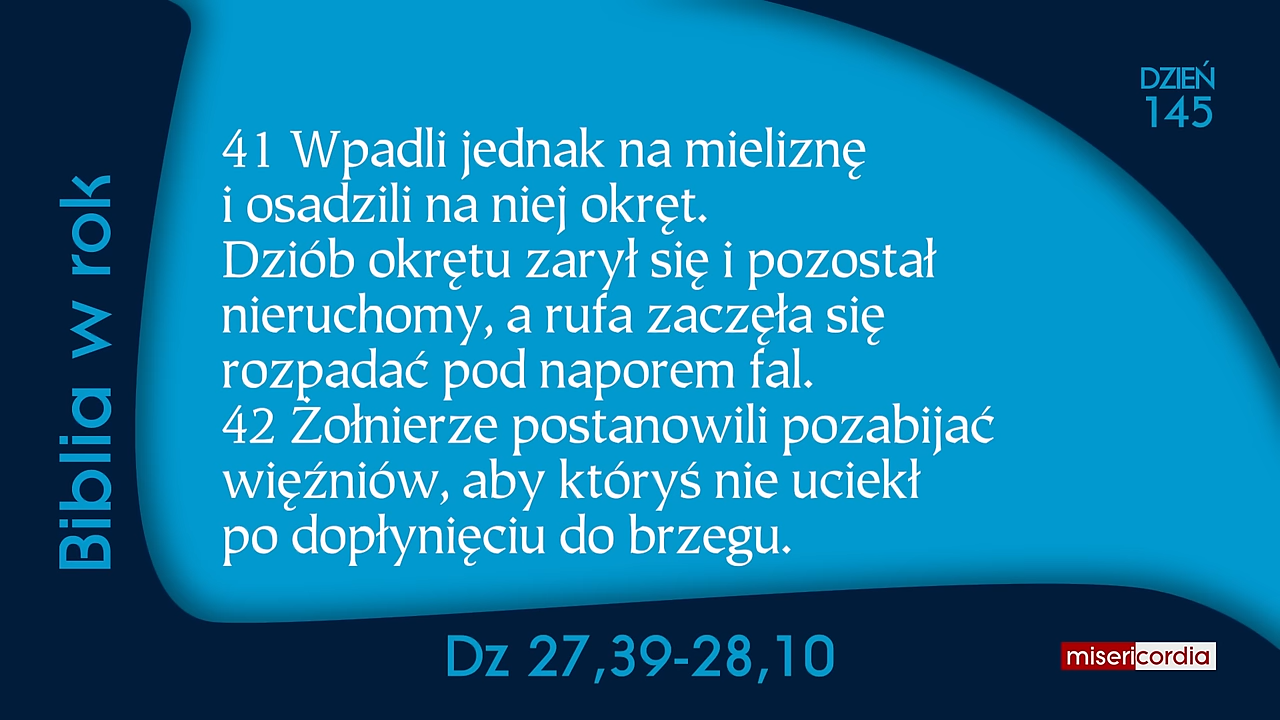 DZIEŃ
145
Biblia w rok
41 Wpadli jednak na mieliznę
i osadzili na niej okręt.
Dziób okrętu zarył się i pozostał
nieruchomy, a rufa zaczęła się
rozpadać pod naporem fal.
42 Żołnierze postanowili pozabijać
więźniów, aby któryś nie uciekł
po dopłynięciu do brzegu.
Dz 27,39-28,10
misericordia